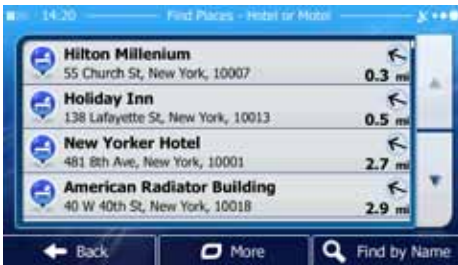 14:20 Find Places - Hotel or Motel
Hilton Millenium
55 Church St, New York, 10007
0.3 mi
Holiday Inn
138 Lafayette St, New York, 10013
0.5 mi
New Yorker Hotel
481 8th Ave, New York, 10001
2.7 mi
American Radiator Building
40 W 40th St, New York, 10018
2.9 mi
Back More Find by Name